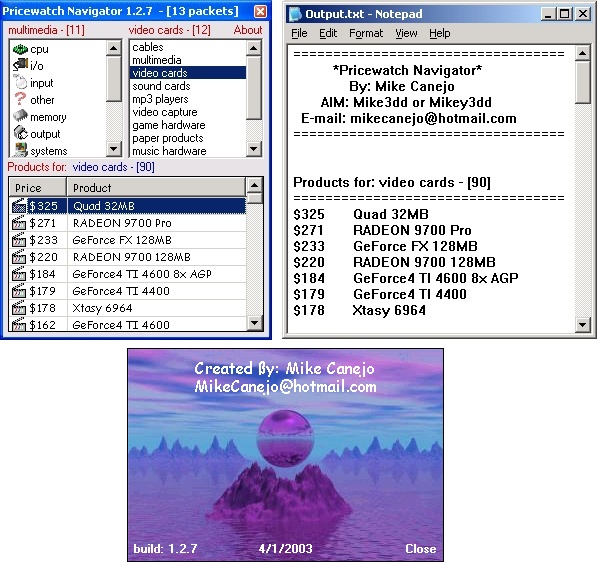 Pricewatch Navigator 1.2.7 - [13 packets]
multimedia - [11] video cards - [12] About
cpu
i/o
input
other
memory
output
systems
cables
multimedia
video cards
sound cards
mp3 players
video capture
game hardware
paper products
music hardware
Products for: video cards - [90]
Price Product
$325 Quad 32MB
$271 RADEON 9700 Pro
$233 GeForce FX 128MB
$220 RADEON 9700 128MB
$184 GeForce4 TI 4600 8x AGP
$179 GeForce4 TI 4400
$178 Xtasy 6964
$162 GeForce4 TI 4600
Output.txt - Notepad
File Edit Format View Help
===================================
*Pricewatch Navigator*
By: Mike Canejo
AIM: Mike3dd or Mikey3dd
E-mail: mikecanejo@hotmail.com
===================================
Products for: video cards - [90]
===================================
$325 Quad 32MB
$271 RADEON 9700 Pro
$233 GeForce FX 128MB
$220 RADEON 9700 128MB
$184 GeForce4 TI 4600 8x AGP
$179 GeForce4 TI 4400
$178 Xtasy 6964
Created By: Mike Canejo
MikeCanejo@hotmail.com
build: 1.2.7 4/1/2003 Close